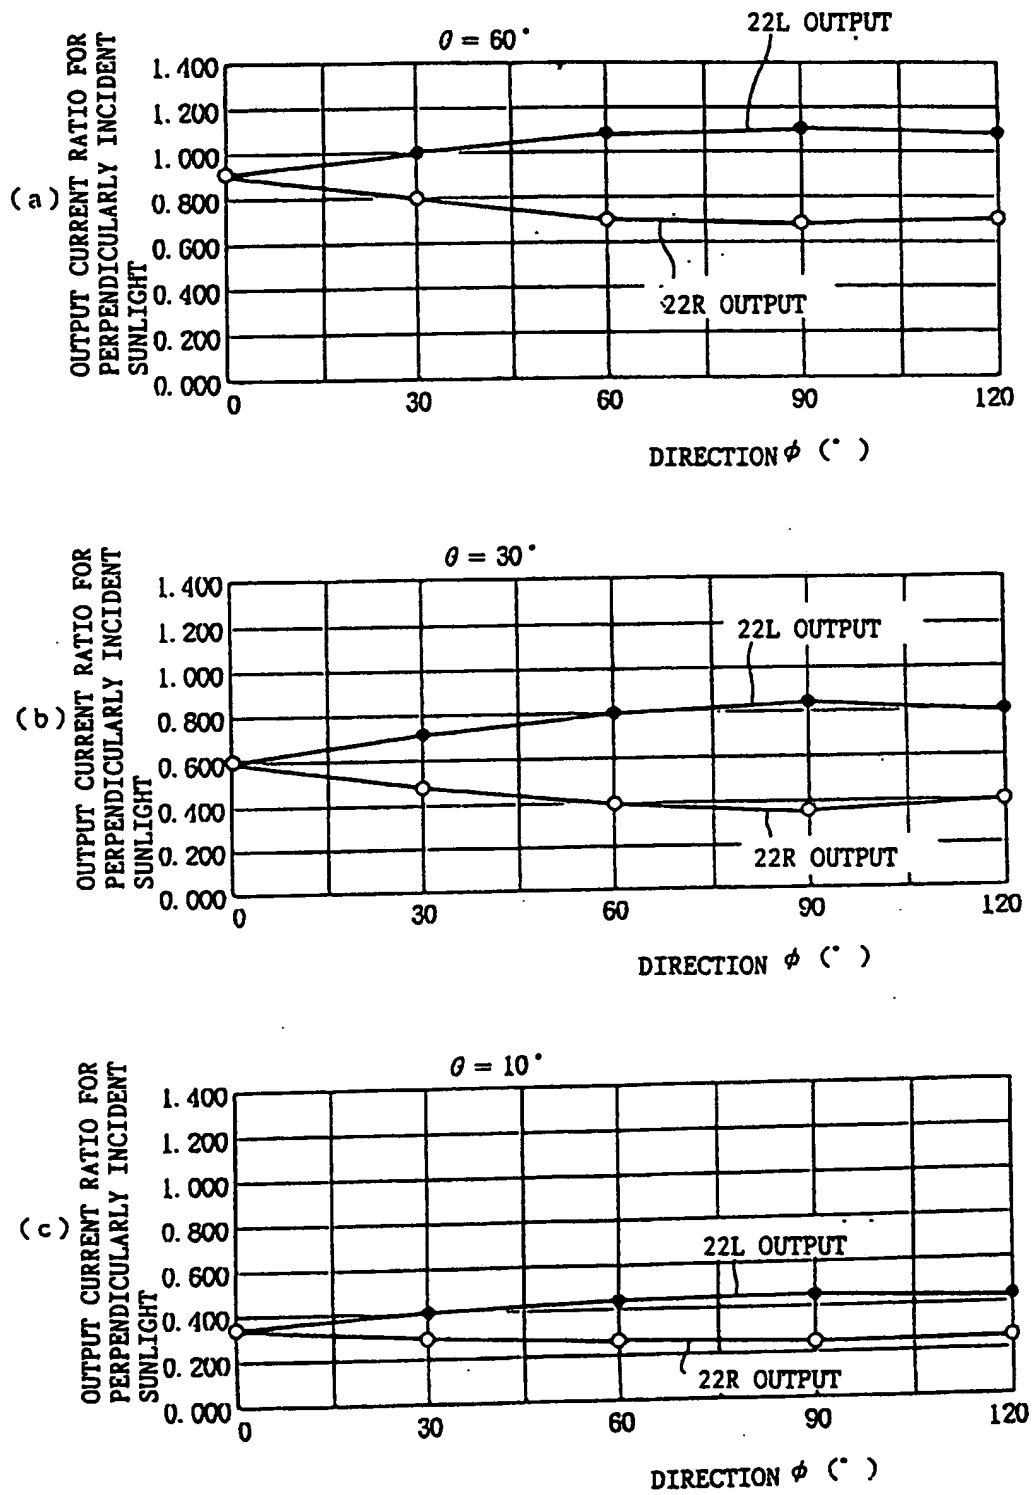 (a)
OUTPUT CURRENT RATIO FOR
PERPENDICULARLY INCIDENT
SUNLIGHT
θ = 60°
22L OUTPUT
1.400
1.200
1.000
0.800
0.600
0.400
0.200
0.000
22R OUTPUT
0 30 60 90 120
DIRECTION ϕ (°)
(b)
OUTPUT CURRENT RATIO FOR
PERPENDICULARLY INCIDENT
SUNLIGHT
θ = 30°
1.400
1.200
1.000
0.800
0.600
0.400
0.200
0.000
22L OUTPUT
22R OUTPUT
0 30 60 90 120
DIRECTION ϕ (°)
(c)
OUTPUT CURRENT RATIO FOR
PERPENDICULARLY INCIDENT
SUNLIGHT
θ = 10°
1.400
1.200
1.000
0.800
0.600
0.400
0.200
0.000
22L OUTPUT
22R OUTPUT
0 30 60 90 120
DIRECTION ϕ (°)